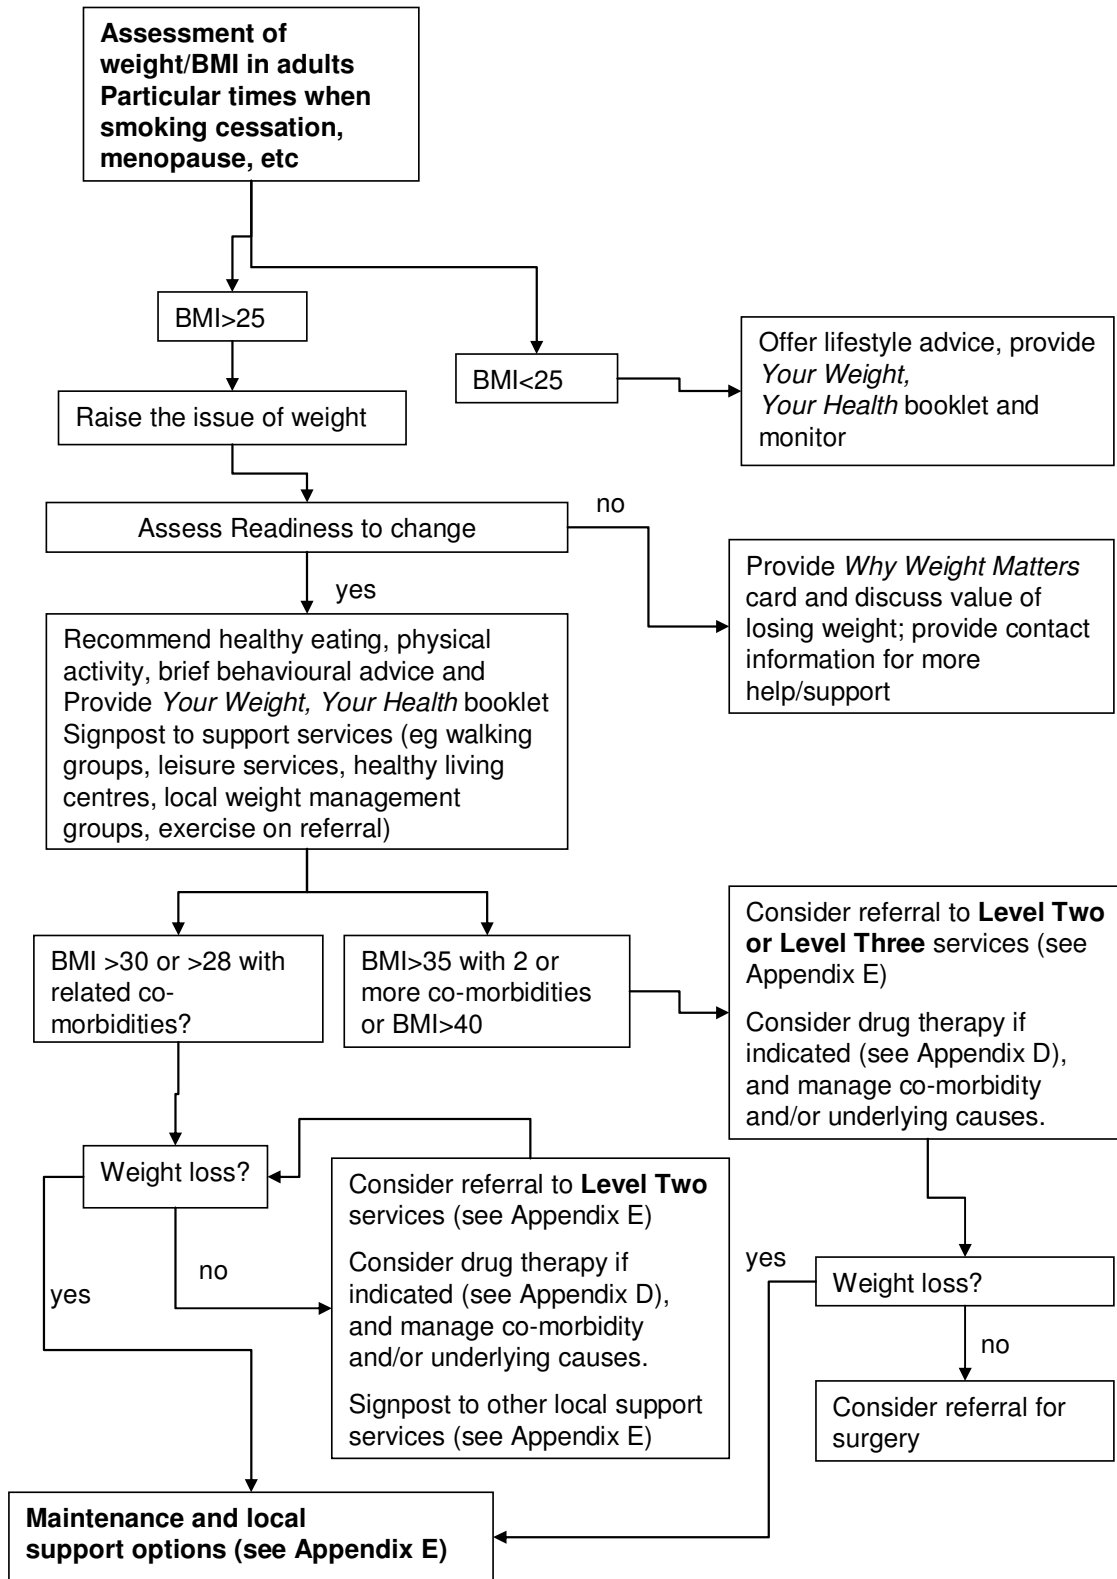 Assessment of
weight/BMI in adults
Particular times when
smoking cessation,
menopause, etc
BMI>25
BMI<25
Offer lifestyle advice, provide
Your Weight,
Your Health booklet and
monitor
Raise the issue of weight
Assess Readiness to change
no
yes
Provide Why Weight Matters
card and discuss value of
losing weight; provide contact
information for more
help/support
Recommend healthy eating, physical
activity, brief behavioural advice and
Provide Your Weight, Your Health booklet
Signpost to support services (eg walking
groups, leisure services, healthy living
centres, local weight management
groups, exercise on referral)
BMI >30 or >28 with
related co-
morbidities?
BMI>35 with 2 or
more co-morbidities
or BMI>40
Consider referral to Level Two
or Level Three services (see
Appendix E)
Consider drug therapy if
indicated (see Appendix D),
and manage co-morbidity
and/or underlying causes.
Weight loss?
no
yes
Consider referral to Level Two
services (see Appendix E)
Consider drug therapy if
indicated (see Appendix D),
and manage co-morbidity
and/or underlying causes.
Signpost to other local support
services (see Appendix E)
yes
Weight loss?
no
Consider referral for
surgery
Maintenance and local
support options (see Appendix E)